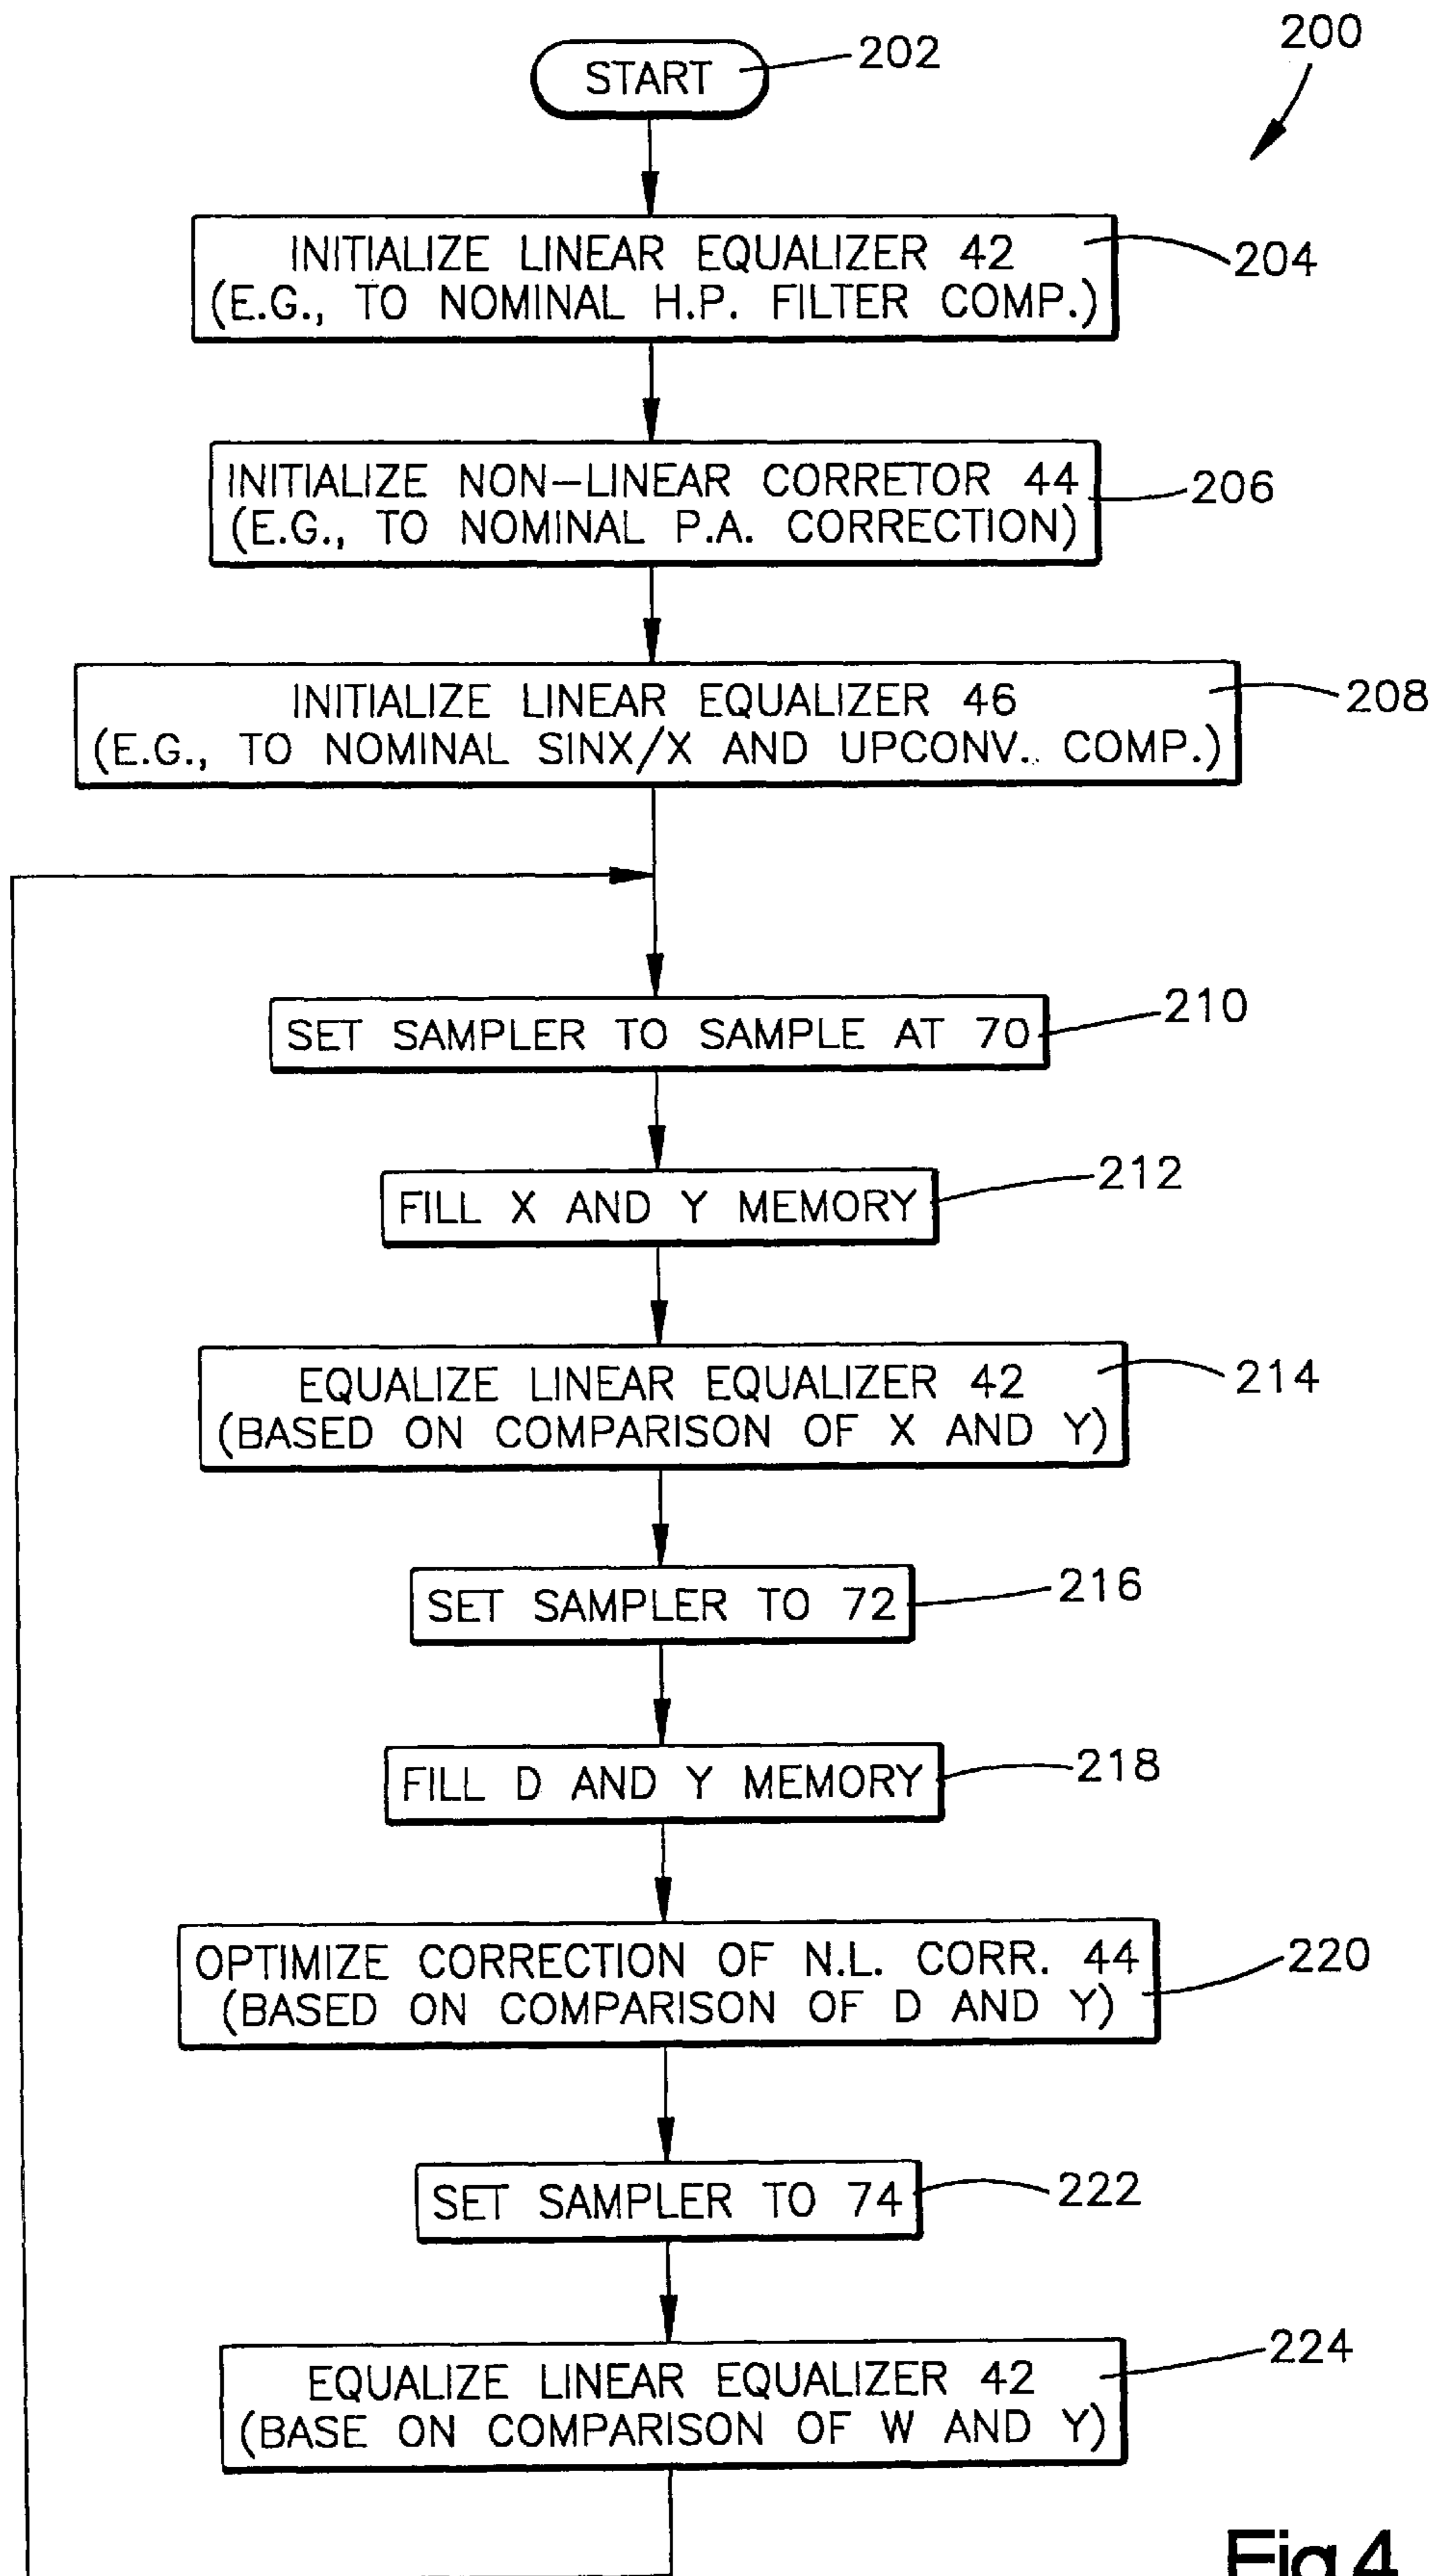 200
START
202
INITIALIZE LINEAR EQUALIZER 42
(E.G., TO NOMINAL H.P. FILTER COMP.)
204
INITIALIZE NON-LINEAR CORRETOR 44
(E.G., TO NOMINAL P.A. CORRECTION)
206
INITIALIZE LINEAR EQUALIZER 46
(E.G., TO NOMINAL SINX/X AND UPCONV. COMP.)
208
SET SAMPLER TO SAMPLE AT 70
210
FILL X AND Y MEMORY
212
EQUALIZE LINEAR EQUALIZER 42
(BASED ON COMPARISON OF X AND Y)
214
SET SAMPLER TO 72
216
FILL D AND Y MEMORY
218
OPTIMIZE CORRECTION OF N.L. CORR. 44
(BASED ON COMPARISON OF D AND Y)
220
SET SAMPLER TO 74
222
EQUALIZE LINEAR EQUALIZER 42
(BASE ON COMPARISON OF W AND Y)
224
Fig.4